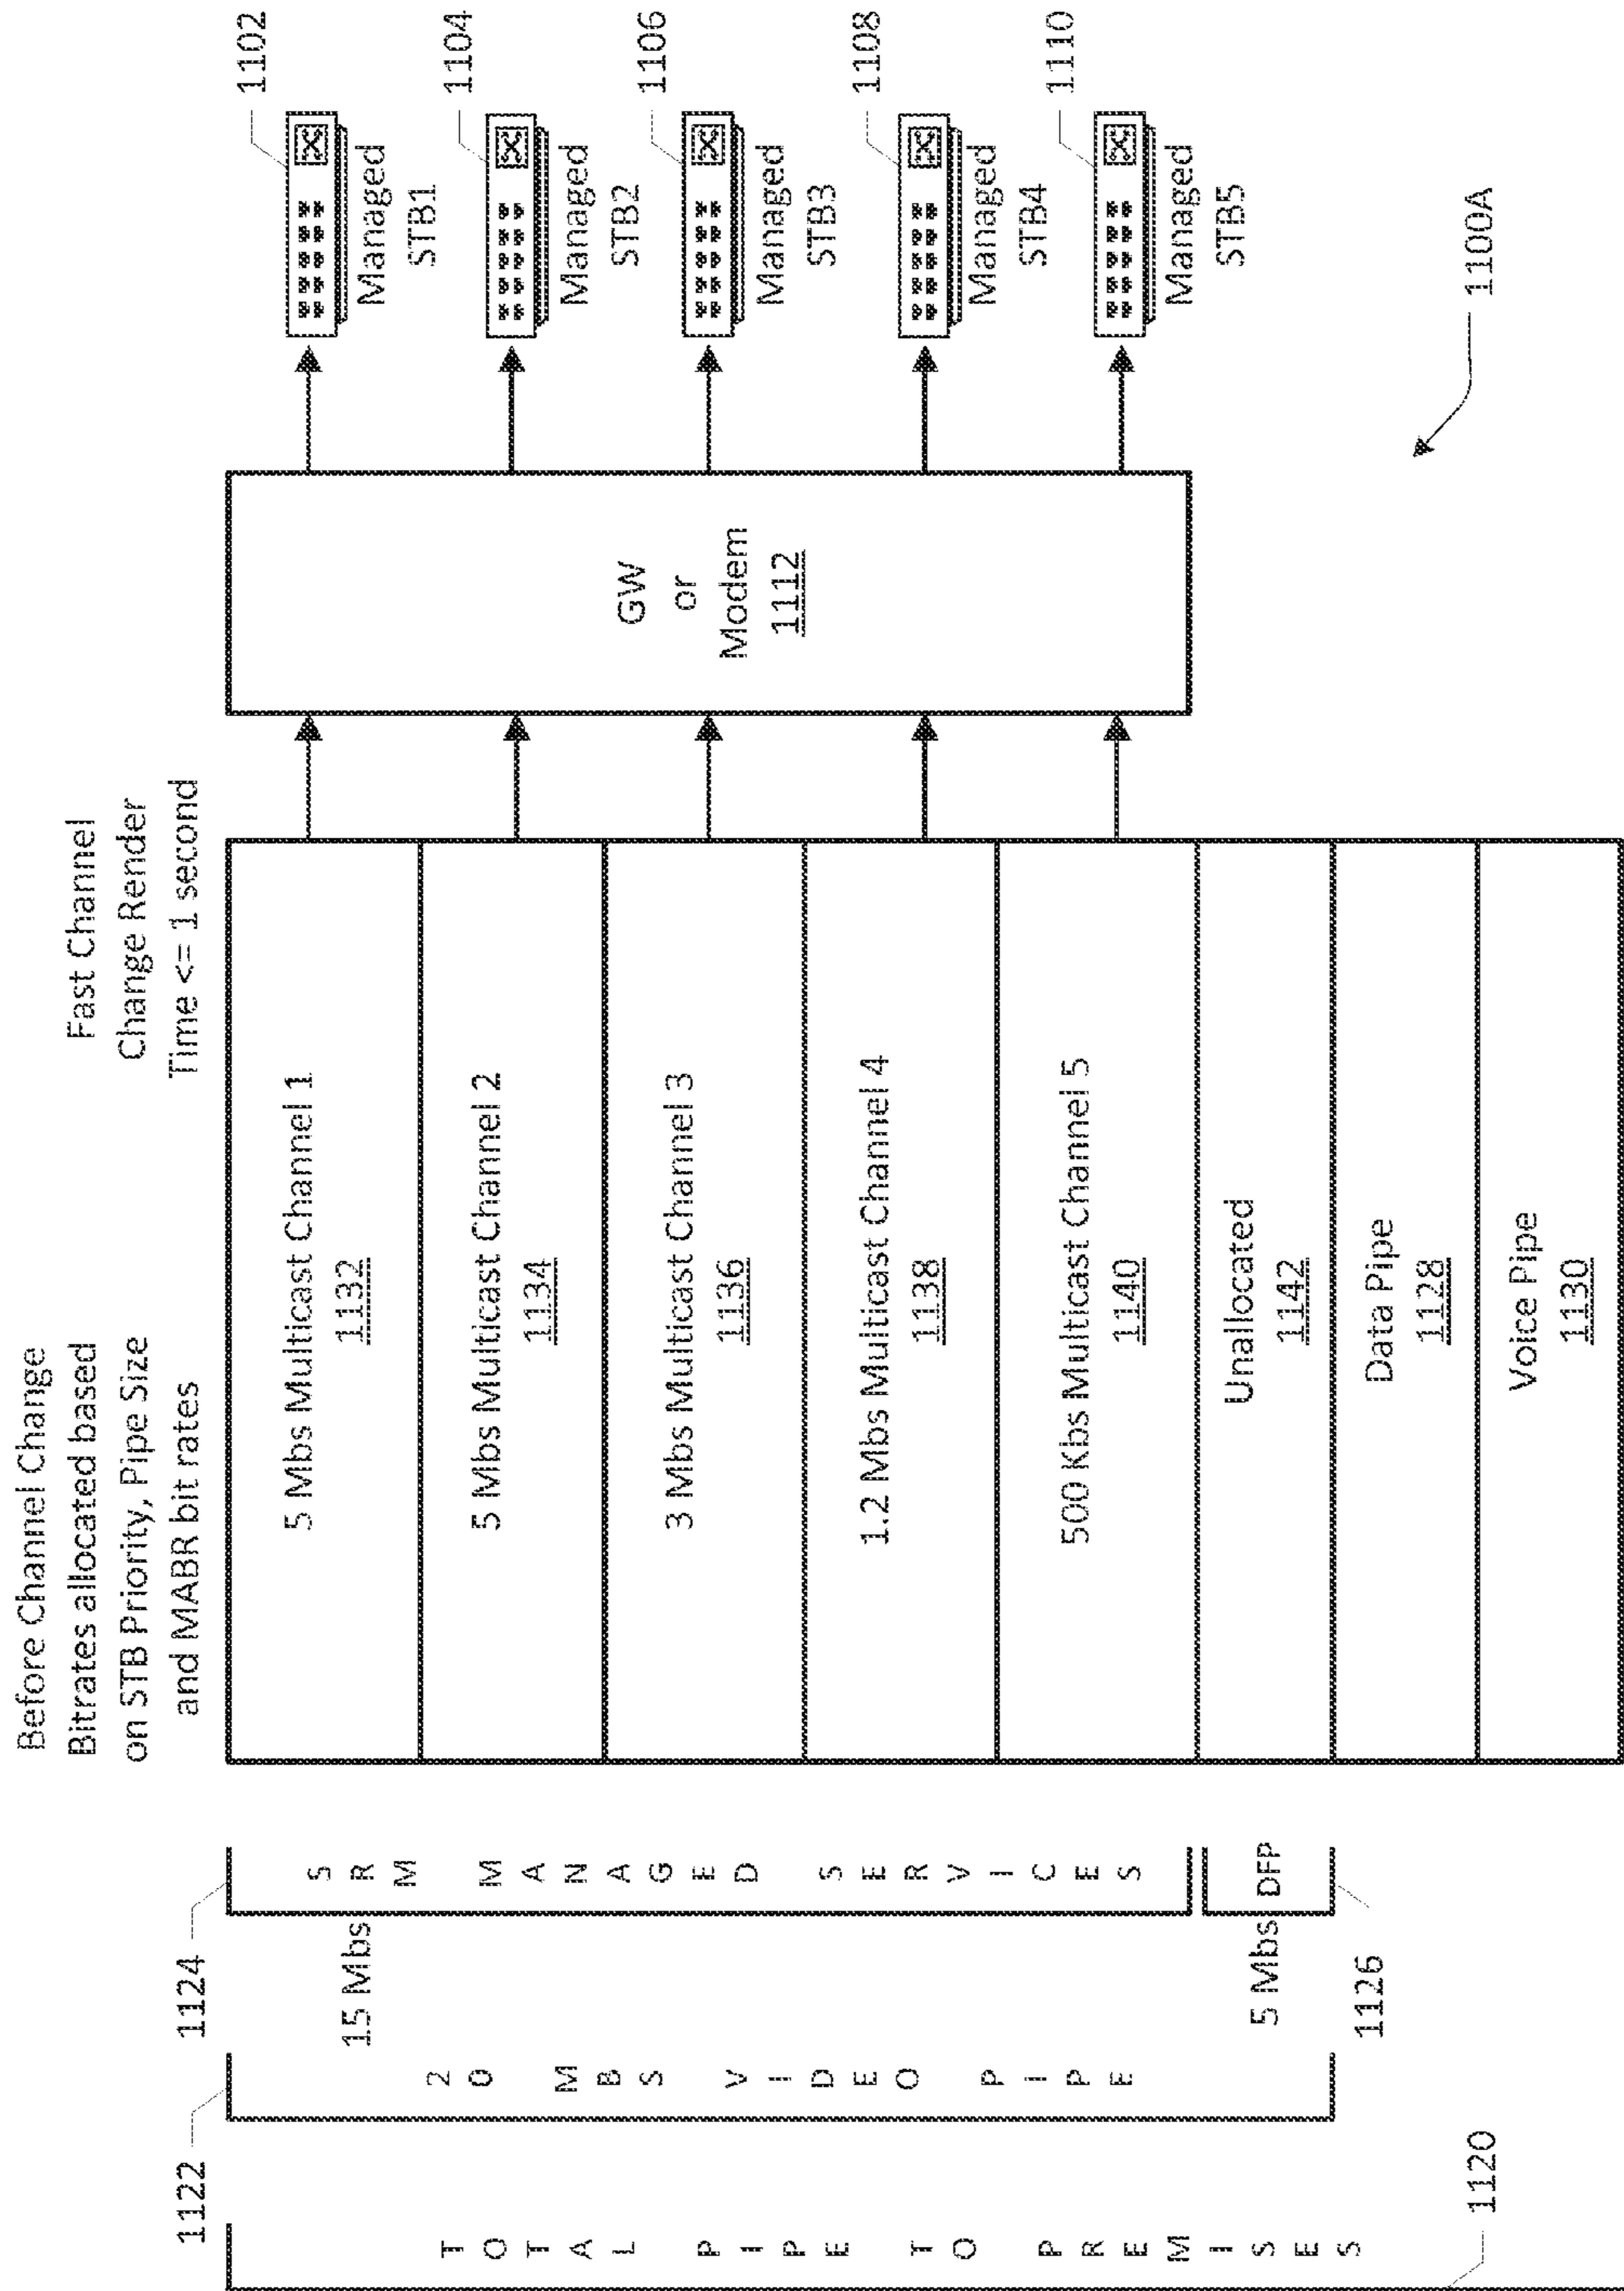 Before Channel Change
Bitrates allocated based
on STB Priority, Pipe Size
and MABR bit rates
Fast Channel
Change Render
Time <= 1 second
1122
1124
TOTAL PIPE TO PREMISES
1120
20 MBS VIDEO PIPE
15 Mbs
SRM MANAGED SERVICES
5 Mbs
DFP
1126
5 Mbs Multicast Channel 1
1132
5 Mbs Multicast Channel 2
1134
3 Mbs Multicast Channel 3
1136
1.2 Mbs Multicast Channel 4
1138
500 Kbs Multicast Channel 5
1140
Unallocated
1142
Data Pipe
1128
Voice Pipe
1130
GW
or
Modem
1112
1102
Managed
STB1
1104
Managed
STB2
1106
Managed
STB3
1108
Managed
STB4
1110
Managed
STB5
1100A